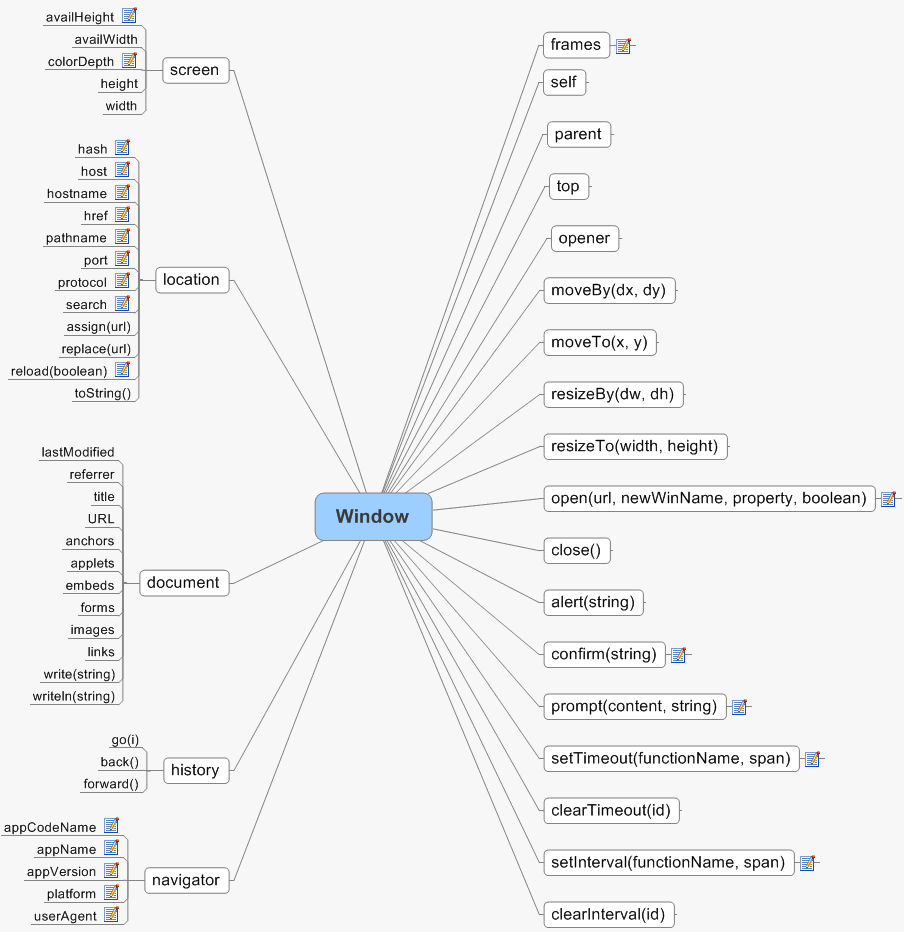 availHeight
availWidth
colorDepth
height
width
screen
hash
host
hostname
href
pathname
port
protocol
search
assign(url)
replace(url)
reload(boolean)
toString()
location
lastModified
referrer
title
URL
anchors
applets
embeds
forms
images
links
write(string)
writeln(string)
document
go(i)
back()
forward()
history
appCodeName
appName
appVersion
platform
userAgent
navigator
Window
frames
self
parent
top
opener
moveBy(dx, dy)
moveTo(x, y)
resizeBy(dw, dh)
resizeTo(width, height)
open(url, newWinName, property, boolean)
close()
alert(string)
confirm(string)
prompt(content, string)
setTimeout(functionName, span)
clearTimeout(id)
setInterval(functionName, span)
clearInterval(id)